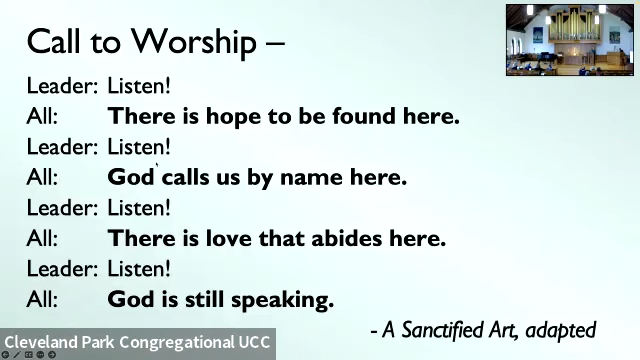 Call to Worship –
Leader: Listen!
All: There is hope to be found here.
Leader: Listen!
All: God calls us by name here.
Leader: Listen!
All: There is love that abides here.
Leader: Listen!
All: God is still speaking.
- A Sanctified Art, adapted
Cleveland Park Congregational UCC